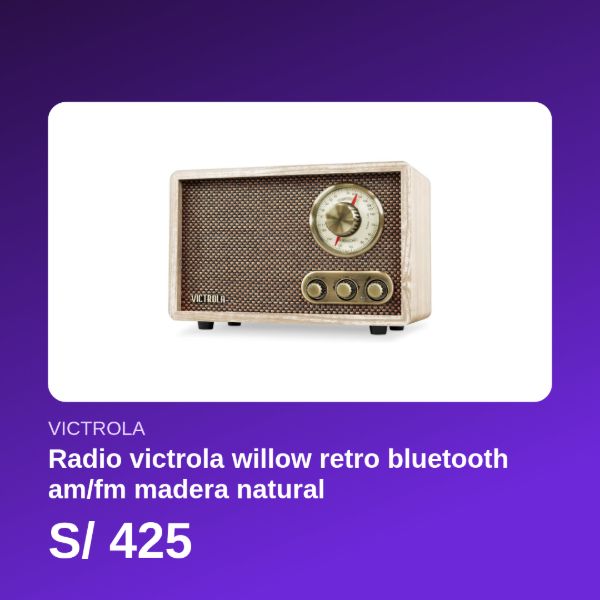 VICTROLA
VICTROLA
Radio victrola willow retro bluetooth
am/fm madera natural
S/ 425